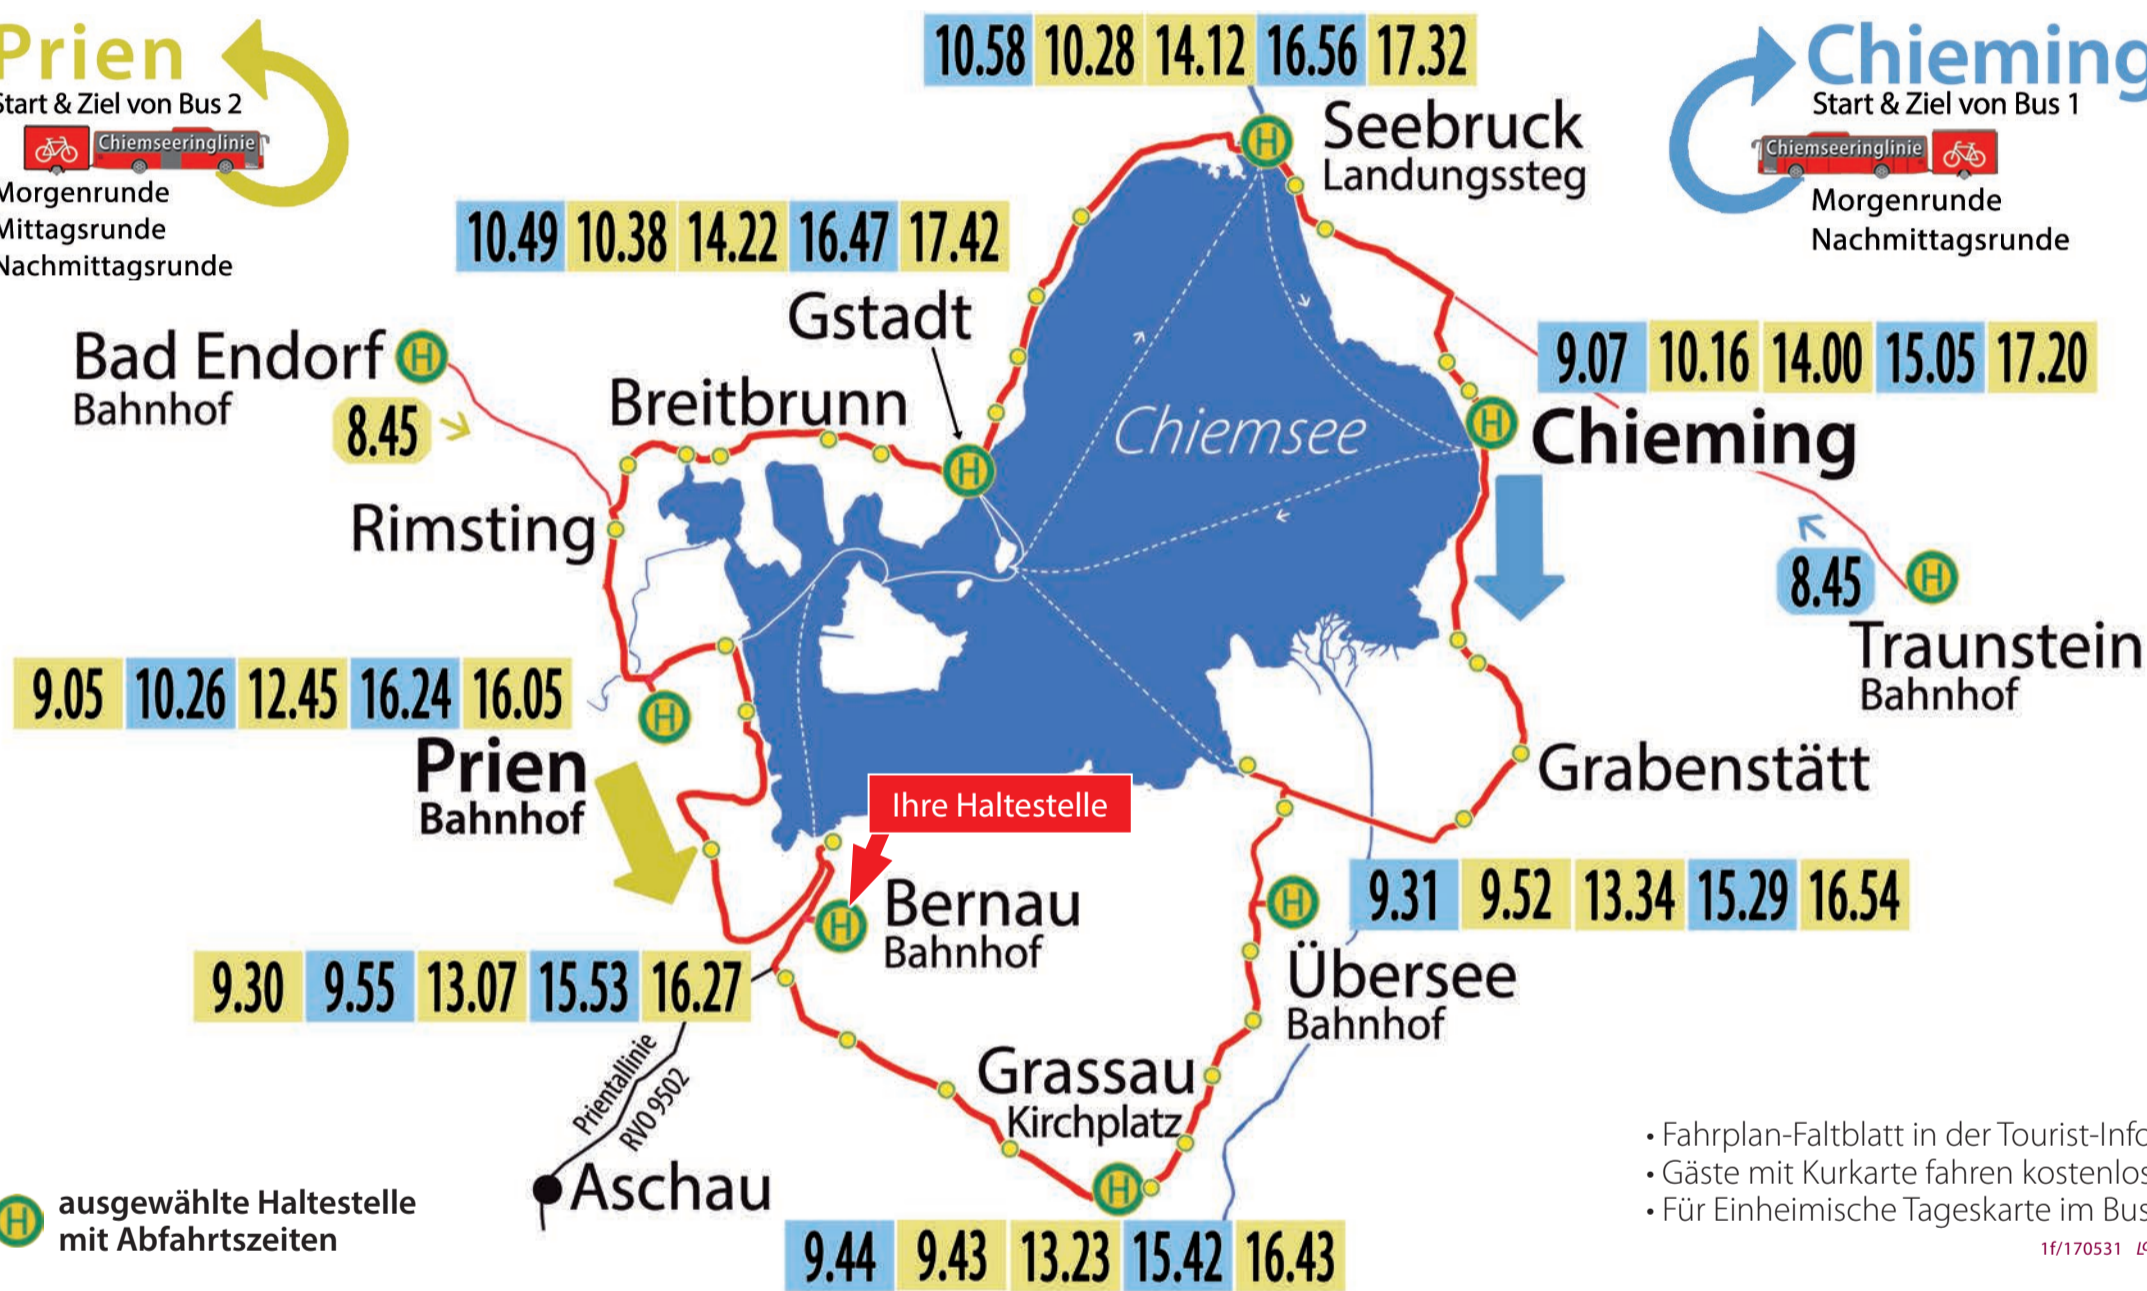 Prien
Start & Ziel von Bus 2
Chiemseeringlinie
Morgenrunde
Mittagsrunde
Nachmittagsrunde
10.58 10.28 14.12 16.56 17.32
Seebruck
Landungssteg
Chieming
Start & Ziel von Bus 1
Chiemseeringlinie
Morgenrunde
Nachmittagsrunde
10.49 10.38 14.22 16.47 17.42
Gstadt
Bad Endorf H
Bahnhof
8.45
Breitbrunn
H
H
Chiemsee
9.07 10.16 14.00 15.05 17.20
H Chieming
Rimsting
8.45 H
Traunstein
Bahnhof
9.05 10.26 12.45 16.24 16.05
H
Prien
Bahnhof
Grabenstätt
Ihre Haltestelle
H Bernau
Bahnhof
9.30 9.55 13.07 15.53 16.27
H 9.31 9.52 13.34 15.29 16.54
Übersee
Bahnhof
Prientallinie
RVO 9502
Aschau
Grassau
Kirchplatz
H
9.44 9.43 13.23 15.42 16.43
H ausgewählte Haltestelle
mit Abfahrtszeiten
• Fahrplan-Faltblatt in der Tourist-Info
• Gäste mit Kurkarte fahren kostenlos
• Für Einheimische Tageskarte im Bus
1f/170531